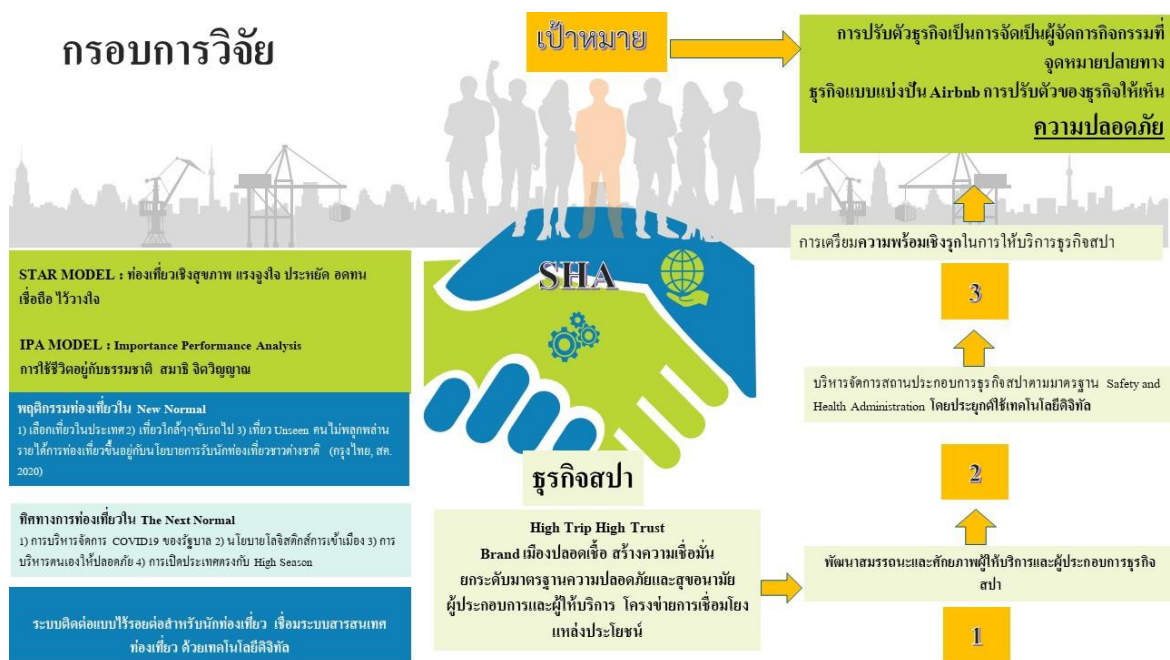 กรอบการวิจัย
เป้าหมาย
การปรับตัวธุรกิจเป็นการจัดเป็นผู้จัดการกิจกรรมที่
จุดหมายปลายทาง
ธุรกิจแบบแบ่งปัน Airbnb การปรับตัวของธุรกิจให้เห็น
ความปลอดภัย
STAR MODEL : ท่องเที่ยวเชิงสุขภาพ แรงจูงใจ ประหยัด อดทน
เชื่อถือ ไว้วางใจ
IPA MODEL : Importance Performance Analysis
การใช้ชีวิตอยู่กับธรรมชาติ สมาธิ จิตวิญญาณ
พฤติกรรมท่องเที่ยวใน New Normal
1) เลือกเที่ยวในประเทศ 2) เที่ยวใกล้ๆๆขับรถไป 3) เที่ยว Unseen คนไม่พลุกพล่าน
รายได้การท่องเที่ยวขึ้นอยู่กับนโยบายการรับนักท่องเที่ยวชาวต่างชาติ (กรุงไทย, สค.
2020)
ทิศทางการท่องเที่ยวใน The Next Normal
1) การบริหารจัดการ COVID19 ของรัฐบาล 2) นโยบายโลจิสติกส์การเข้าเมือง 3) การ
บริหารตนเองให้ปลอดภัย 4) การเปิดประเทศตรงกับ High Season
ระบบติดต่อแบบไร้รอยต่อสำหรับนักท่องเที่ยว เชื่อมระบบสารสนเทศ
ท่องเที่ยว ด้วยเทคโนโลยีดิจิทัล
SHA
ธุรกิจสปา
High Trip High Trust
Brand เมืองปลอดเชื้อ สร้างความเชื่อมั่น
ยกระดับมาตรฐานความปลอดภัยและสุขอนามัย
ผู้ประกอบการและผู้ให้บริการ โครงข่ายการเชื่อมโยง
แหล่งประโยชน์
การเตรียมความพร้อมเชิงรุกในการให้บริการธุรกิจสปา
3
บริหารจัดการสถานประกอบการธุรกิจสปาตามมาตรฐาน Safety and
Health Administration โดยประยุกต์ใช้เทคโนโลยีดิจิทัล
2
พัฒนาสมรรถนะและศักยภาพผู้ให้บริการและผู้ประกอบการธุรกิจ
สปา
1